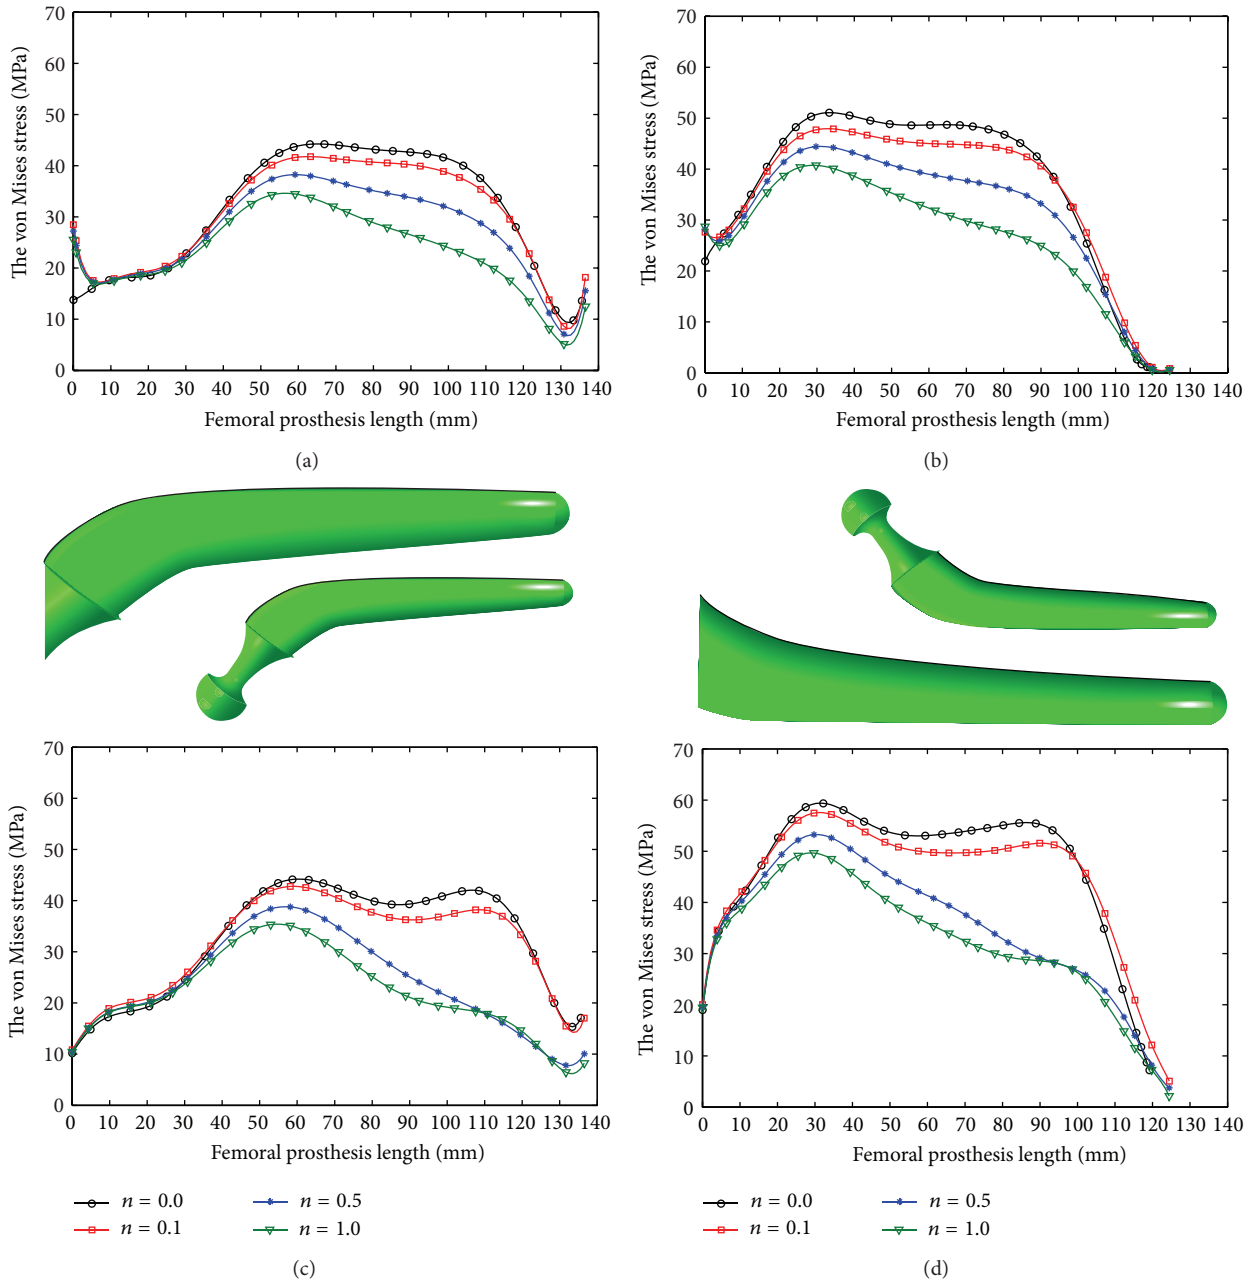 The von Mises stress (MPa)
70
60
50
40
30
20
10
0
0 10 20 30 40 50 60 70 80 90 100 110 120 130 140
Femoral prosthesis length (mm)
(a)
The von Mises stress (MPa)
70
60
50
40
30
20
10
0
0 10 20 30 40 50 60 70 80 90 100 110 120 130 140
Femoral prosthesis length (mm)
(b)
The von Mises stress (MPa)
70
60
50
40
30
20
10
0
0 10 20 30 40 50 60 70 80 90 100 110 120 130 140
Femoral prosthesis length (mm)
n = 0.0
n = 0.1
n = 0.5
n = 1.0
(c)
The von Mises stress (MPa)
70
60
50
40
30
20
10
0
0 10 20 30 40 50 60 70 80 90 100 110 120 130 140
Femoral prosthesis length (mm)
n = 0.0
n = 0.1
n = 0.5
n = 1.0
(d)